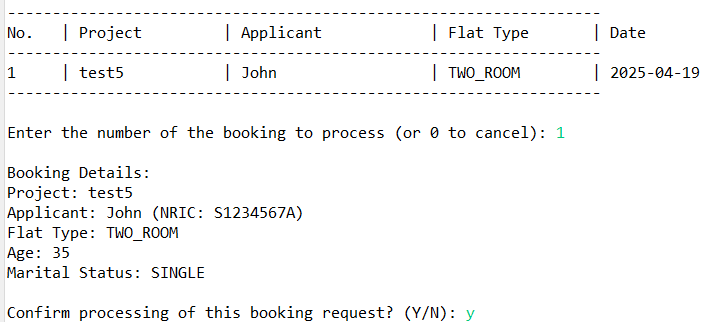 -----------------------------------------------------------------
No.   | Project         | Applicant            | Flat Type       | Date
-----------------------------------------------------------------
1     | test5           | John                 | TWO_ROOM        | 2025-04-19
-----------------------------------------------------------------
Enter the number of the booking to process (or 0 to cancel): 1
Booking Details:
Project: test5
Applicant: John (NRIC: S1234567A)
Flat Type: TWO_ROOM
Age: 35
Marital Status: SINGLE
Confirm processing of this booking request? (Y/N): y